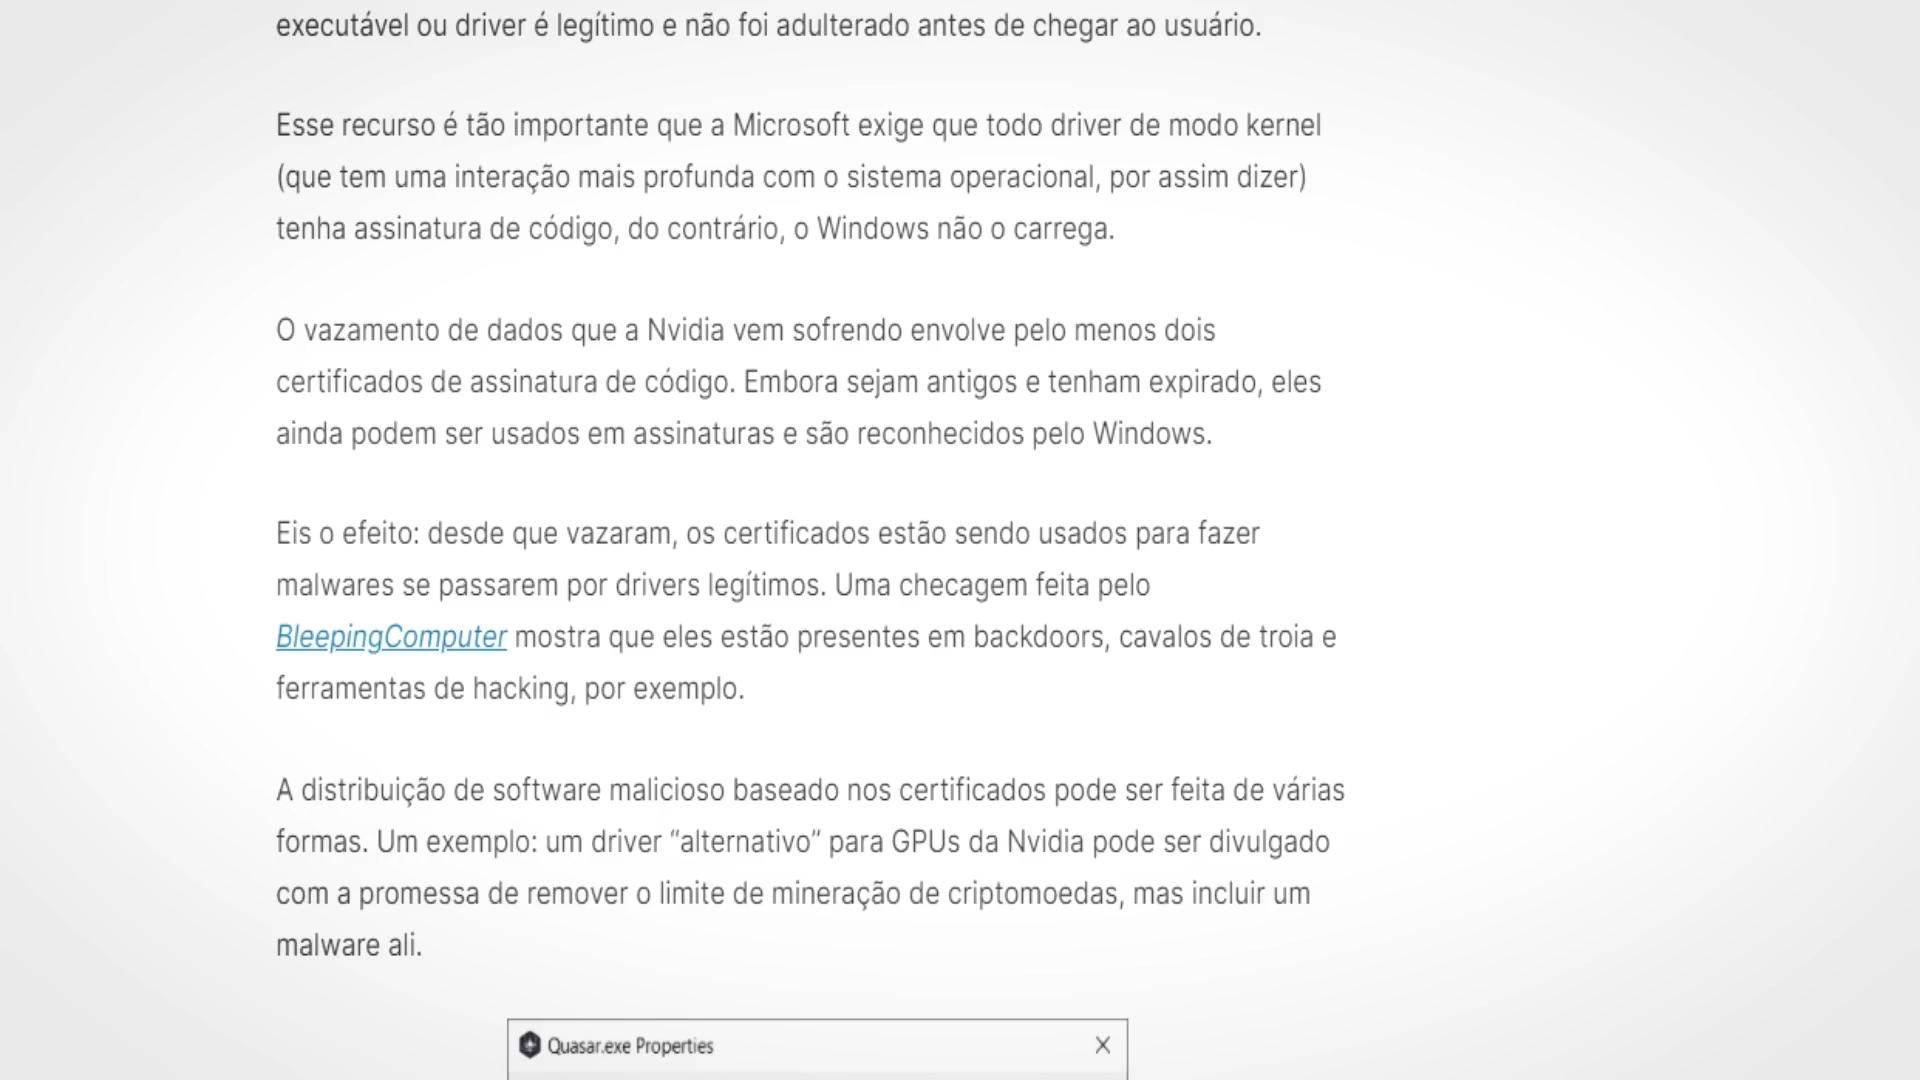 executável ou driver é legítimo e não foi adulterado antes de chegar ao usuário.
Esse recurso é tão importante que a Microsoft exige que todo driver de modo kernel
(que tem uma interação mais profunda com o sistema operacional, por assim dizer)
tenha assinatura de código, do contrário, o Windows não o carrega.
O vazamento de dados que a Nvidia vem sofrendo envolve pelo menos dois
certificados de assinatura de código. Embora sejam antigos e tenham expirado, eles
ainda podem ser usados em assinaturas e são reconhecidos pelo Windows.
Eis o efeito: desde que vazaram, os certificados estão sendo usados para fazer
malwares se passarem por drivers legítimos. Uma checagem feita pelo
BleepingComputer mostra que eles estão presentes em backdoors, cavalos de troia e
ferramentas de hacking, por exemplo.
A distribuição de software malicioso baseado nos certificados pode ser feita de várias
formas. Um exemplo: um driver “alternativo” para GPUs da Nvidia pode ser divulgado
com a promessa de remover o limite de mineração de criptomoedas, mas incluir um
malware ali.
Quasar.exe Properties